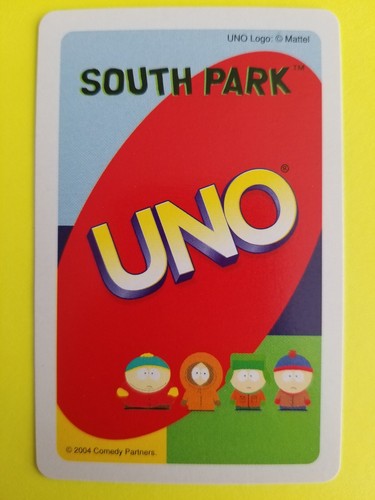 UNO Logo: © Mattel
SOUTH PARK™
UNO®
© 2004 Comedy Partners.